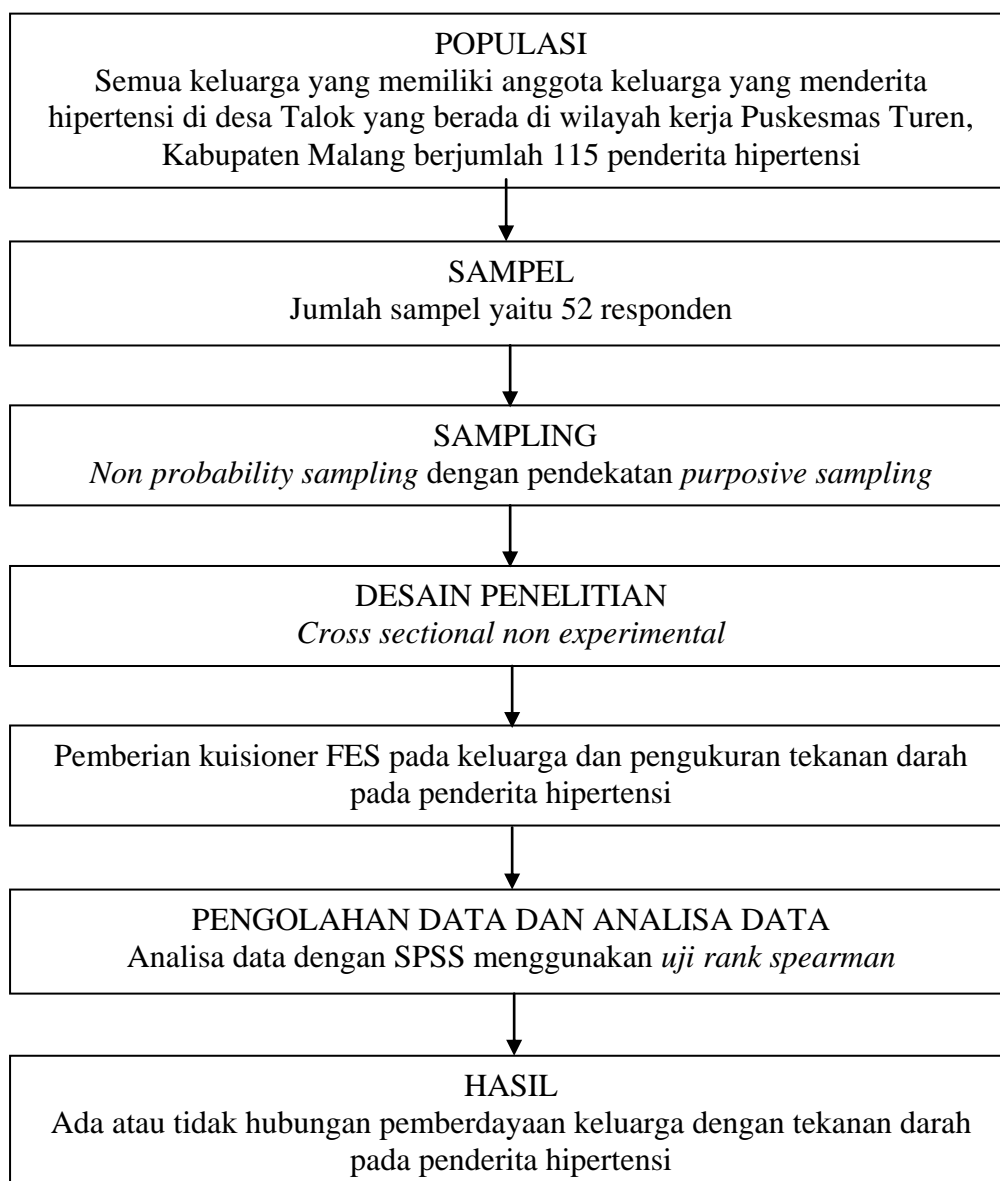 POPULASI
Semua keluarga yang memiliki anggota keluarga yang menderita
hipertensi di desa Talok yang berada di wilayah kerja Puskesmas Turen,
Kabupaten Malang berjumlah 115 penderita hipertensi
SAMPEL
Jumlah sampel yaitu 52 responden
SAMPLING
Non probability sampling dengan pendekatan purposive sampling
DESAIN PENELITIAN
Cross sectional non experimental
Pemberian kuisioner FES pada keluarga dan pengukuran tekanan darah
pada penderita hipertensi
PENGOLAHAN DATA DAN ANALISA DATA
Analisa data dengan SPSS menggunakan uji rank spearman
HASIL
Ada atau tidak hubungan pemberdayaan keluarga dengan tekanan darah
pada penderita hipertensi